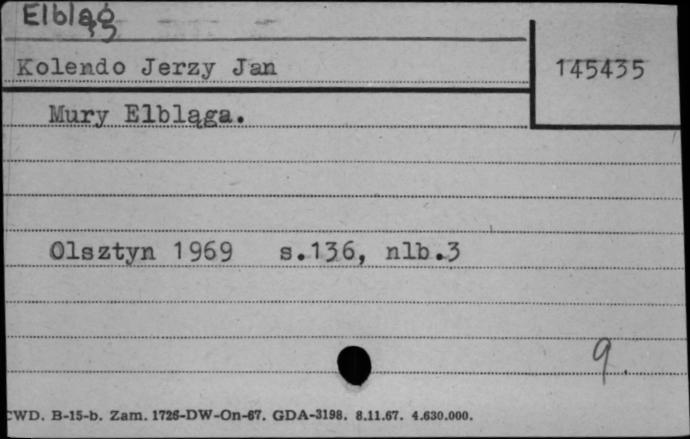 Elbląg
Kolendo Jerzy Jan
145435
Mury Elbląga.
Olsztyn 1969 s.136, nlb.3
9.
CWD. B-15-b. Zam. 1726-DW-On-67. GDA-3198. 8.11.67. 4.630.000.